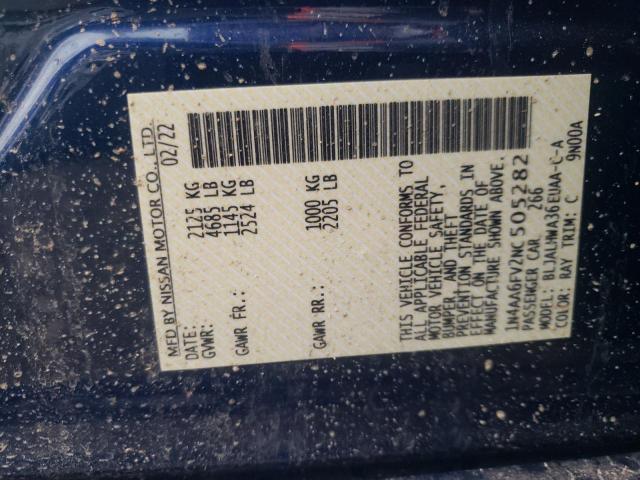 MFD BY NISSAN MOTOR CO., LTD.
DATE: 02/22
GVWR: 2125 KG
4685 LB
GAWR FR.: 1145 KG
2524 LB
GAWR RR.: 1000 KG
2205 LB
THIS VEHICLE CONFORMS TO
ALL APPLICABLE FEDERAL
MOTOR VEHICLE SAFETY,
BUMPER, AND THEFT
PREVENTION STANDARDS IN
EFFECT ON THE DATE OF
MANUFACTURE SHOWN ABOVE.
1N4AA6FV2NC505282
PASSENGER CAR 266
MODEL: BLJALHWA36EUAA-C-A
COLOR: RAY TRIM: C 9N00A